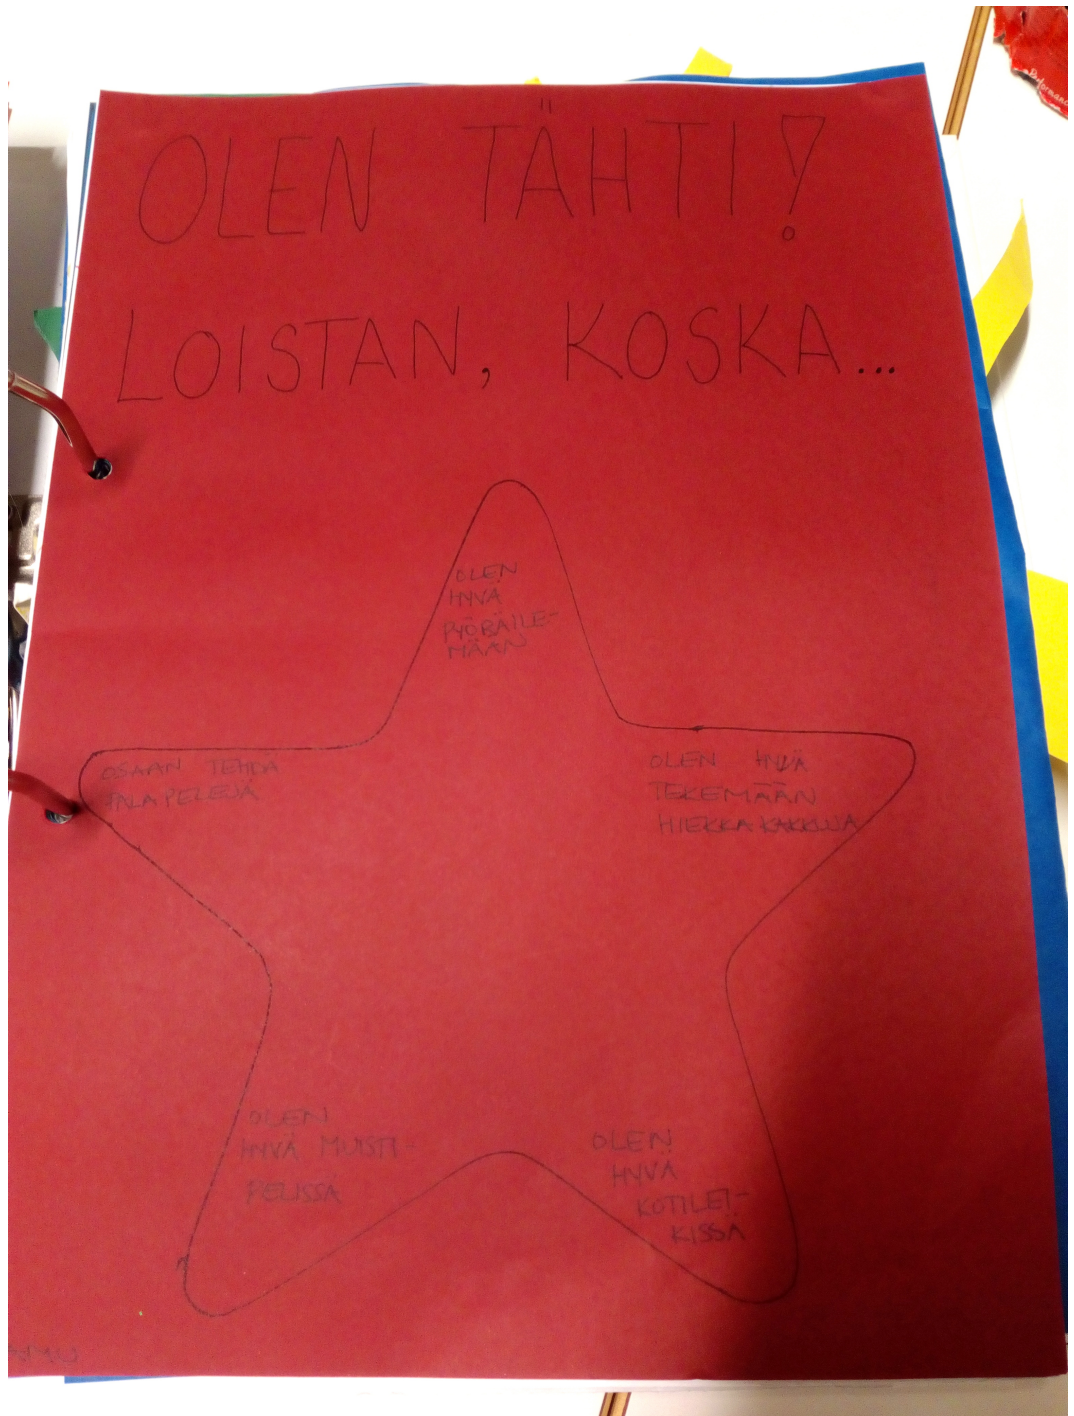 OLEN TÄHTI!
LOISTAN, KOSKA...
OLEN
HYVÄ
PYÖRÄILE-
MÄÄN
OSAAN TEHDÄ
PALAPELEJÄ
OLEN HYVÄ
TEKEMÄÄN
HIEKKAKAKKUJA
OLEN
HYVÄ MUISTI-
PELISSÄ
OLEN
HYVÄ
KOTILEI-
KISSÄ